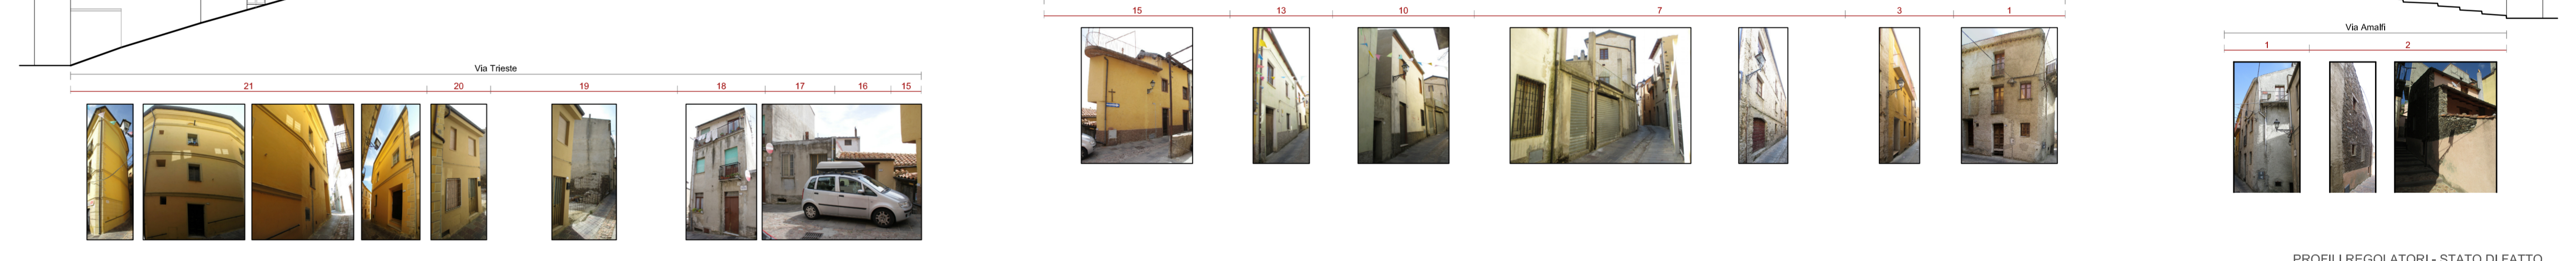 15 13 10 7 3 1
Via Amalfi
1 2
Via Trieste
21 20 19 18 17 16 15
PROFILI REGOLATORI - STATO DI FATTO